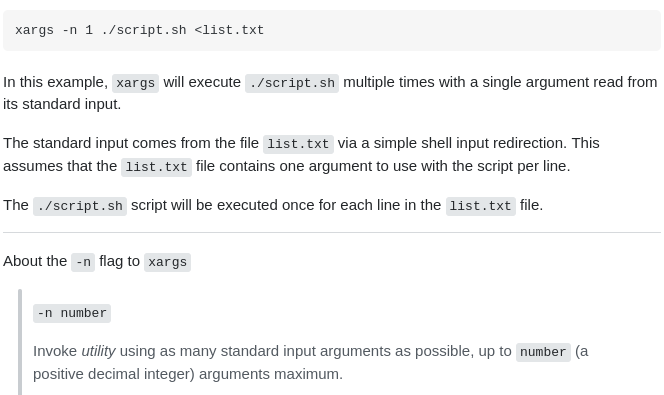 xargs -n 1 ./script.sh <list.txt
In this example, xargs will execute ./script.sh multiple times with a single argument read from
its standard input.
The standard input comes from the file list.txt via a simple shell input redirection. This
assumes that the list.txt file contains one argument to use with the script per line.
The ./script.sh script will be executed once for each line in the list.txt file.
About the -n flag to xargs
-n number
Invoke utility using as many standard input arguments as possible, up to number (a
positive decimal integer) arguments maximum.